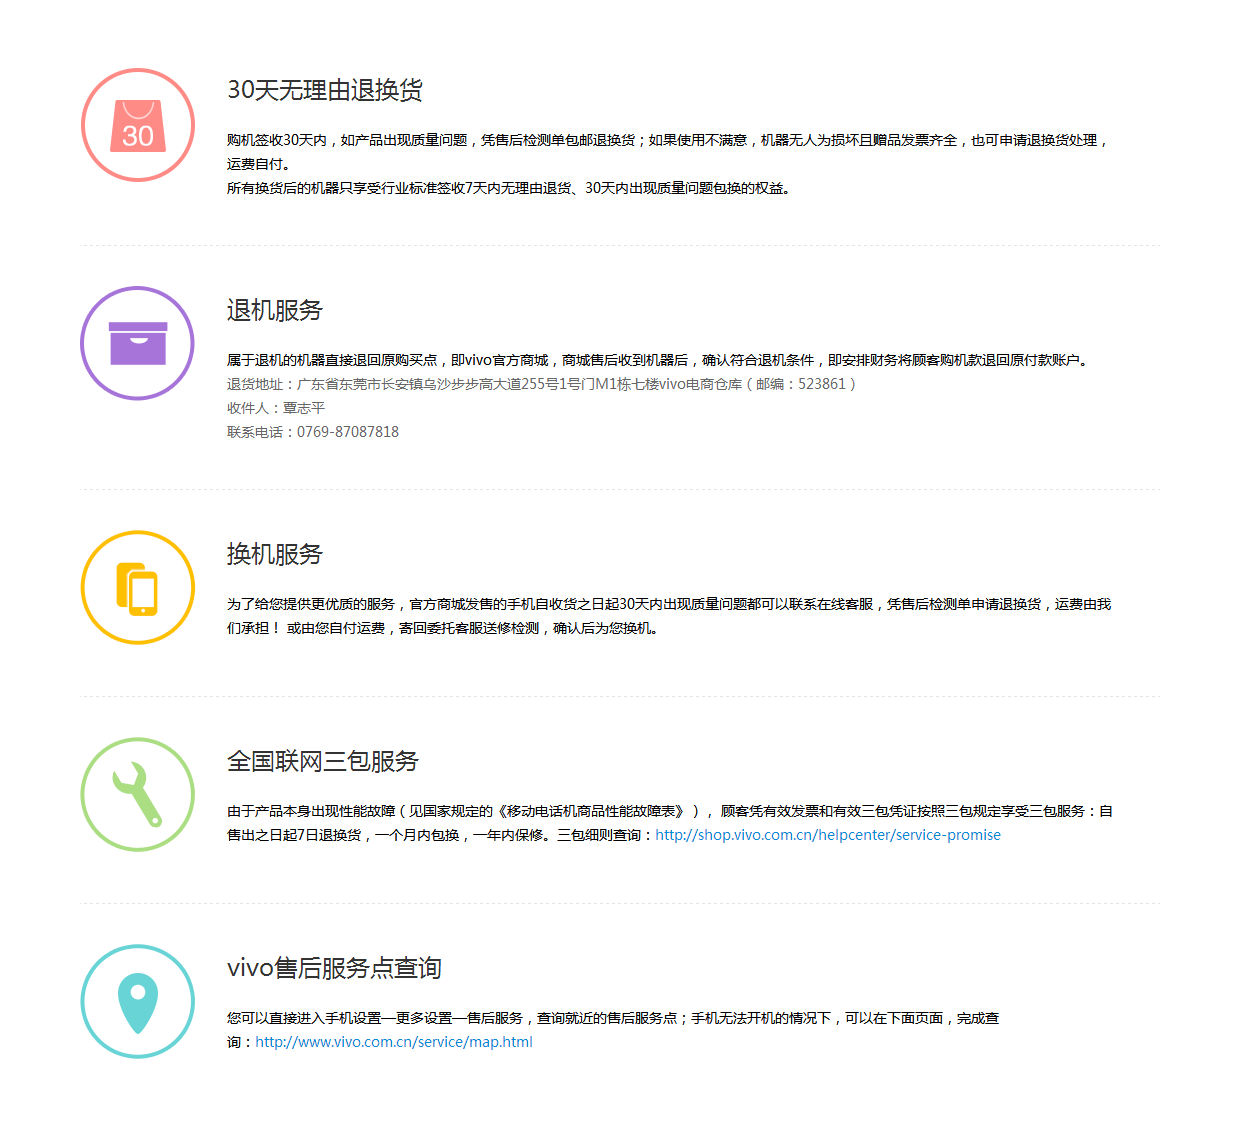 30天无理由退换货
30
购机签收30天内，如产品出现质量问题，凭售后检测单包邮退换货；如果使用不满意，机器无人为损坏且赠品发票齐全，也可申请退换货处理，
运费自付。
所有换货后的机器只享受行业标准签收7天内无理由退货、30天内出现质量问题包换的权益。
退机服务
属于退机的机器直接退回原购买点，即vivo官方商城，商城售后收到机器后，确认符合退机条件，即安排财务将顾客购机款退回原付款账户。
退货地址：广东省东莞市长安镇乌沙步步高大道255号1号门M1栋七楼vivo电商仓库（邮编：523861）
收件人：覃志平
联系电话：0769-87087818
换机服务
为了给您提供更优质的服务，官方商城发售的手机自收货之日起30天内出现质量问题都可以联系在线客服，凭售后检测单申请退换货，运费由我
们承担！ 或由您自付运费，寄回委托客服送修检测，确认后为您换机。
全国联网三包服务
由于产品本身出现性能故障（见国家规定的《移动电话机商品性能故障表》）， 顾客凭有效发票和有效三包凭证按照三包规定享受三包服务：自
售出之日起7日退换货，一个月内包换，一年内保修。三包细则查询：http://shop.vivo.com.cn/helpcenter/service-promise
vivo售后服务点查询
您可以直接进入手机设置—更多设置—售后服务，查询就近的售后服务点；手机无法开机的情况下，可以在下面页面，完成查
询：http://www.vivo.com.cn/service/map.html